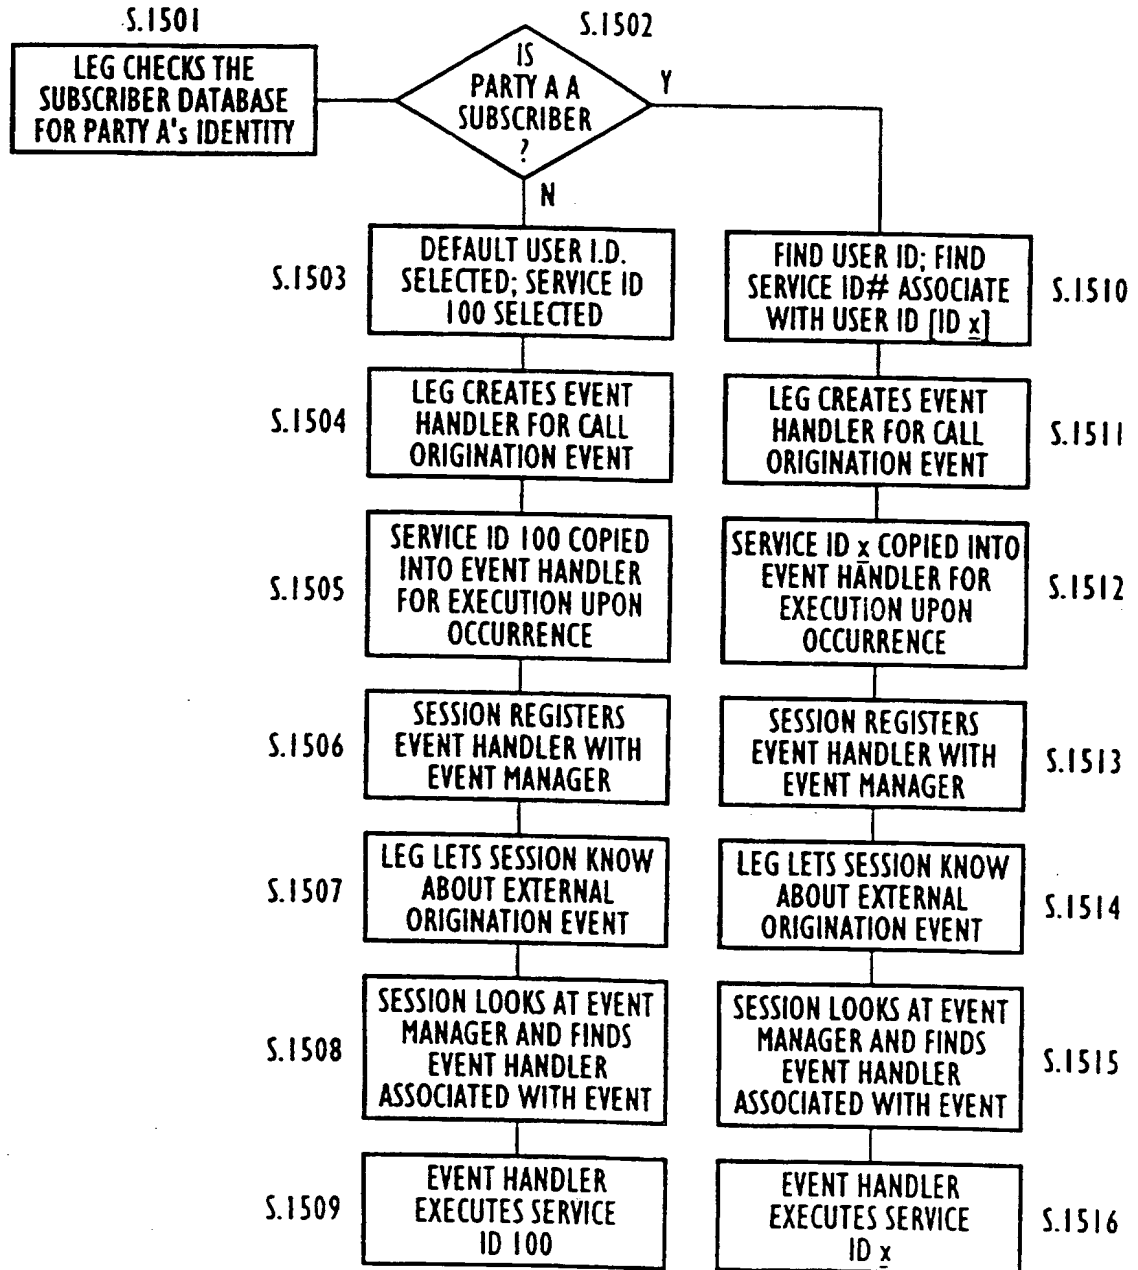 S.1501
LEG CHECKS THE
SUBSCRIBER DATABASE
FOR PARTY A's IDENTITY
S.1502
IS
PARTY A A
SUBSCRIBER
?
Y
N
S.1503
DEFAULT USER I.D.
SELECTED; SERVICE ID
100 SELECTED
S.1504
LEG CREATES EVENT
HANDLER FOR CALL
ORIGINATION EVENT
S.1505
SERVICE ID 100 COPIED
INTO EVENT HANDLER
FOR EXECUTION UPON
OCCURRENCE
S.1506
SESSION REGISTERS
EVENT HANDLER WITH
EVENT MANAGER
S.1507
LEG LETS SESSION KNOW
ABOUT EXTERNAL
ORIGINATION EVENT
S.1508
SESSION LOOKS AT EVENT
MANAGER AND FINDS
EVENT HANDLER
ASSOCIATED WITH EVENT
S.1509
EVENT HANDLER
EXECUTES SERVICE
ID 100
FIND USER ID; FIND
SERVICE ID# ASSOCIATE
WITH USER ID [ID x]
S.1510
LEG CREATES EVENT
HANDLER FOR CALL
ORIGINATION EVENT
S.1511
SERVICE ID x COPIED INTO
EVENT HANDLER FOR
EXECUTION UPON
OCCURRENCE
S.1512
SESSION REGISTERS
EVENT HANDLER WITH
EVENT MANAGER
S.1513
LEG LETS SESSION KNOW
ABOUT EXTERNAL
ORIGINATION EVENT
S.1514
SESSION LOOKS AT EVENT
MANAGER AND FINDS
EVENT HANDLER
ASSOCIATED WITH EVENT
S.1515
EVENT HANDLER
EXECUTES SERVICE
ID x
S.1516